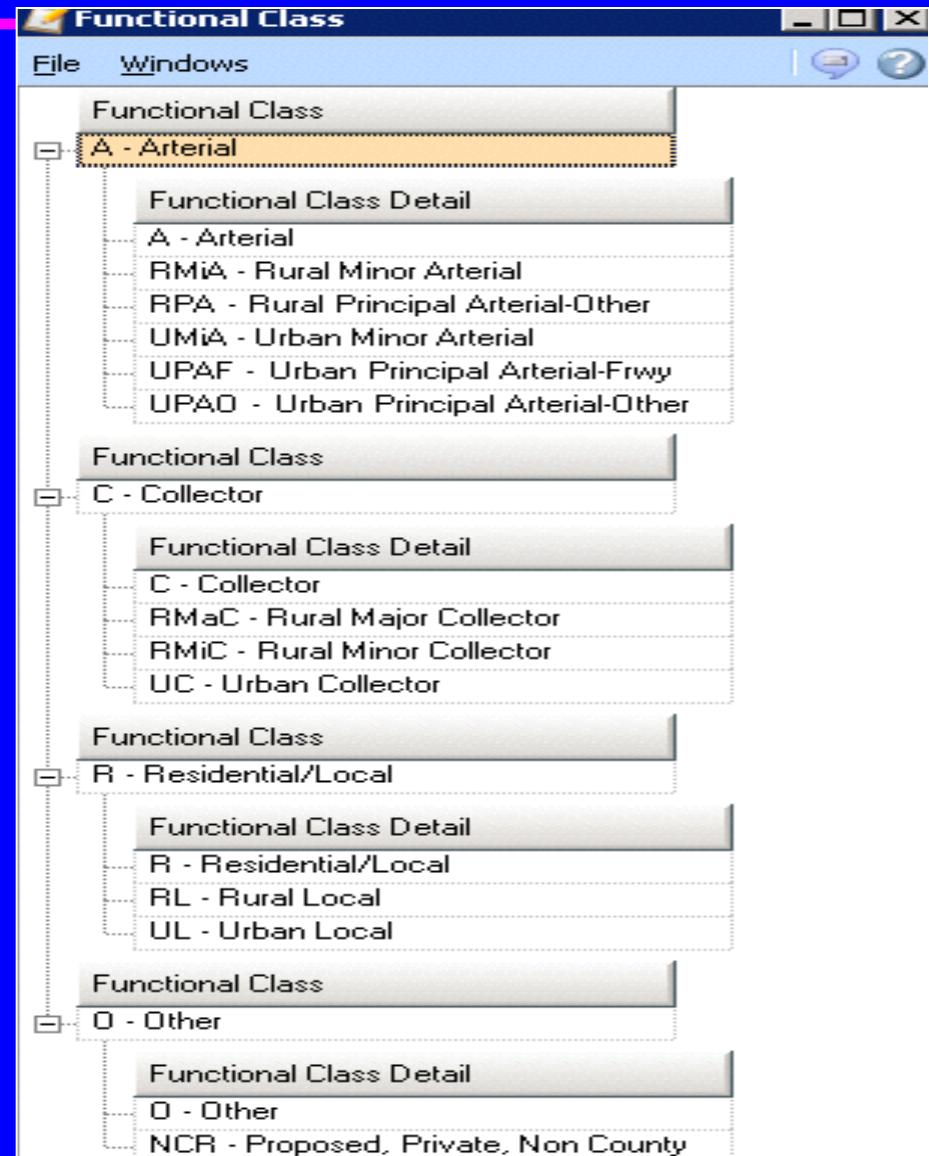 Functional Class
File Windows
Functional Class
A - Arterial
Functional Class Detail
A - Arterial
RMiA - Rural Minor Arterial
RPA - Rural Principal Arterial-Other
UMiA - Urban Minor Arterial
UPAF - Urban Principal Arterial-Frwy
UPAO - Urban Principal Arterial-Other
Functional Class
C - Collector
Functional Class Detail
C - Collector
RMaC - Rural Major Collector
RMiC - Rural Minor Collector
UC - Urban Collector
Functional Class
R - Residential/Local
Functional Class Detail
R - Residential/Local
RL - Rural Local
UL - Urban Local
Functional Class
O - Other
Functional Class Detail
O - Other
NCR - Proposed, Private, Non County